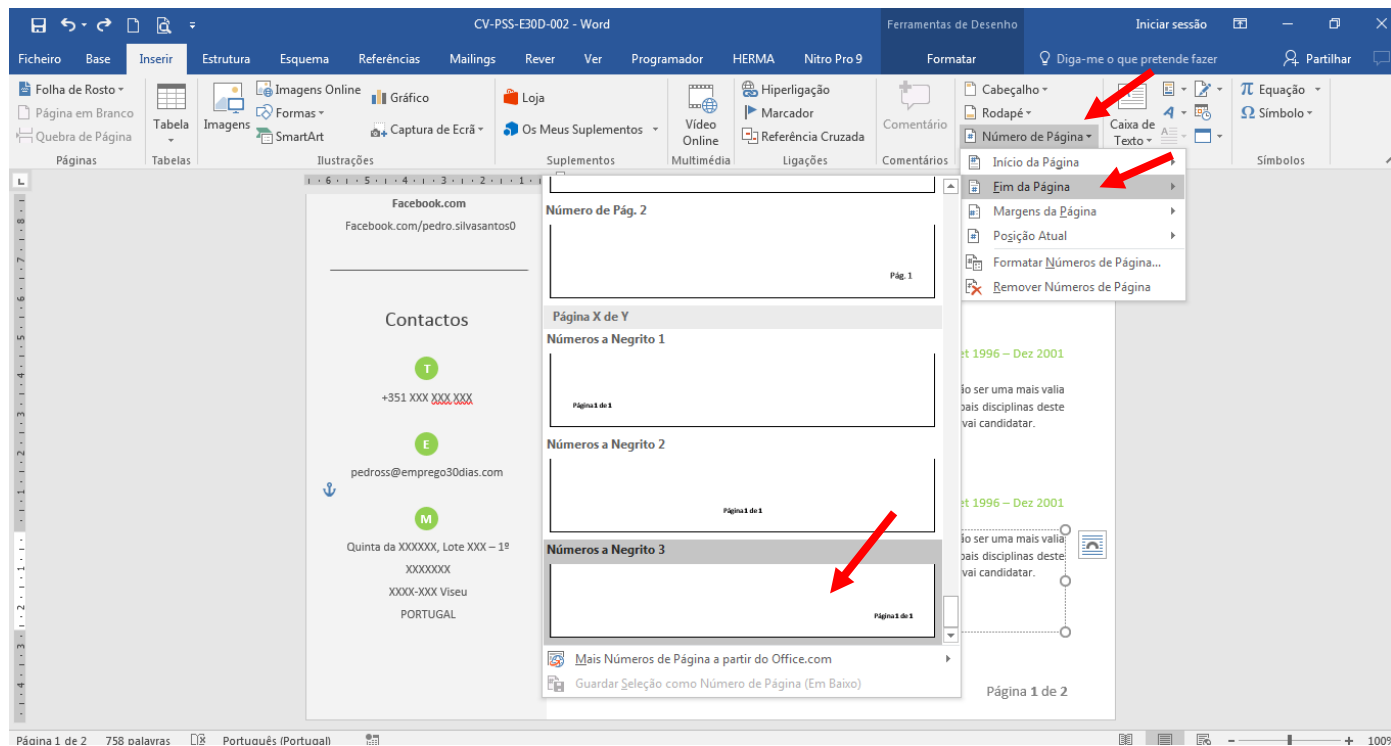 CV-PSS-E30D-002 - Word
Ferramentas de Desenho
Iniciar sessão
Ficheiro Base Inserir Estrutura Esquema Referências Mailings Rever Ver Programador HERMA Nitro Pro 9 Formatar Diga-me o que pretende fazer Partilhar
Folha de Rosto
Página em Branco
Quebra de Página
Páginas
Tabela
Tabelas
Imagens
Imagens Online
Formas
SmartArt
Gráfico
Captura de Ecrã
Ilustrações
Loja
Os Meus Suplementos
Suplementos
Vídeo
Online
Multimédia
Hiperligação
Marcador
Referência Cruzada
Ligações
Comentário
Comentários
Cabeçalho
Rodapé
Número de Página
Caixa de
Texto
Equação
Símbolo
Símbolos
Início da Página
Fim da Página
Margens da Página
Posição Atual
Formatar Números de Página...
Remover Números de Página
Facebook.com
Facebook.com/pedro.silvasantos0
Contactos
T
+351 XXX XXX XXX
E
pedross@emprego30dias.com
M
Quinta da XXXXXX, Lote XXX – 1º
XXXXXXX
XXXX-XXX Viseu
PORTUGAL
Número de Pág. 2
Pág. 1
Página X de Y
Números a Negrito 1
Página 1 de 1
Números a Negrito 2
Página 1 de 1
Números a Negrito 3
Página 1 de 1
Mais Números de Página a partir do Office.com
Guardar Seleção como Número de Página (Em Baixo)
1996 – Dez 2001
ser uma mais valia
disciplinas deste
vai candidatar.
1996 – Dez 2001
ser uma mais valia
disciplinas deste
vai candidatar.
Página 1 de 2
Página 1 de 2 758 palavras Português (Portugal) 100%